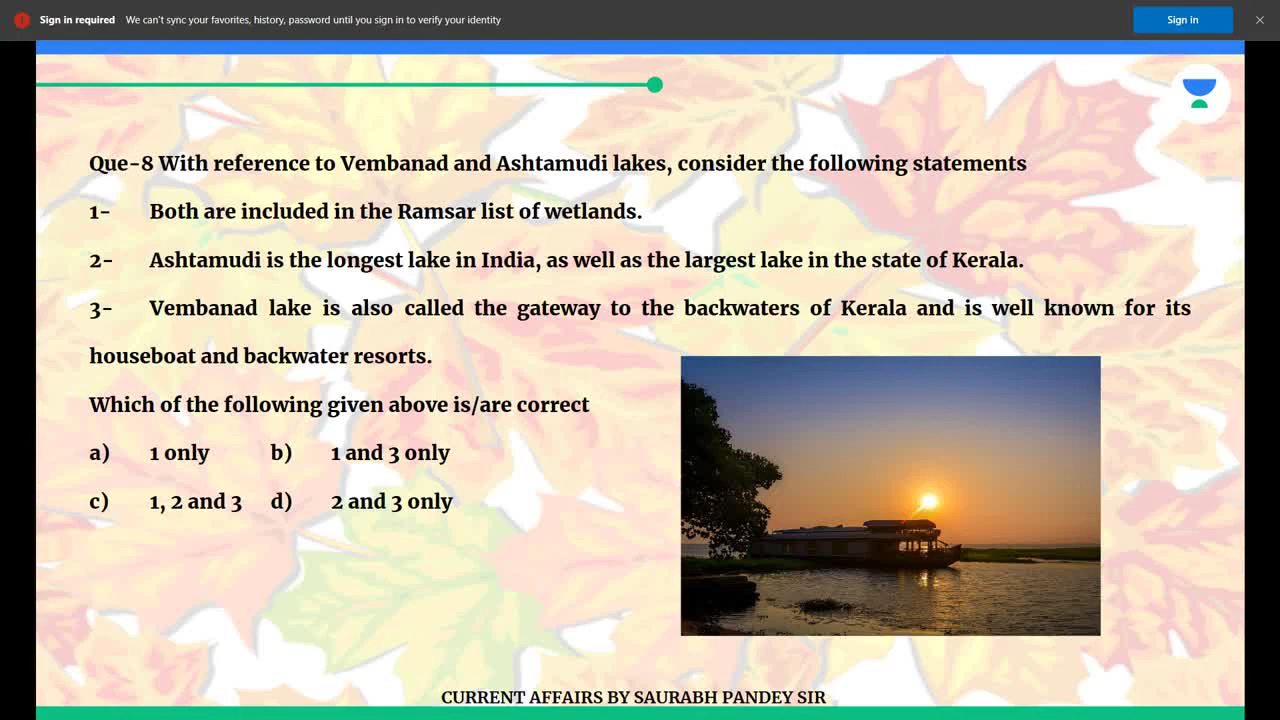 Sign in required We can't sync your favorites, history, password until you sign in to verify your identity Sign in
Que-8 With reference to Vembanad and Ashtamudi lakes, consider the following statements
1- Both are included in the Ramsar list of wetlands.
2- Ashtamudi is the longest lake in India, as well as the largest lake in the state of Kerala.
3- Vembanad lake is also called the gateway to the backwaters of Kerala and is well known for its
houseboat and backwater resorts.
Which of the following given above is/are correct
a) 1 only b) 1 and 3 only
c) 1, 2 and 3 d) 2 and 3 only
CURRENT AFFAIRS BY SAURABH PANDEY SIR